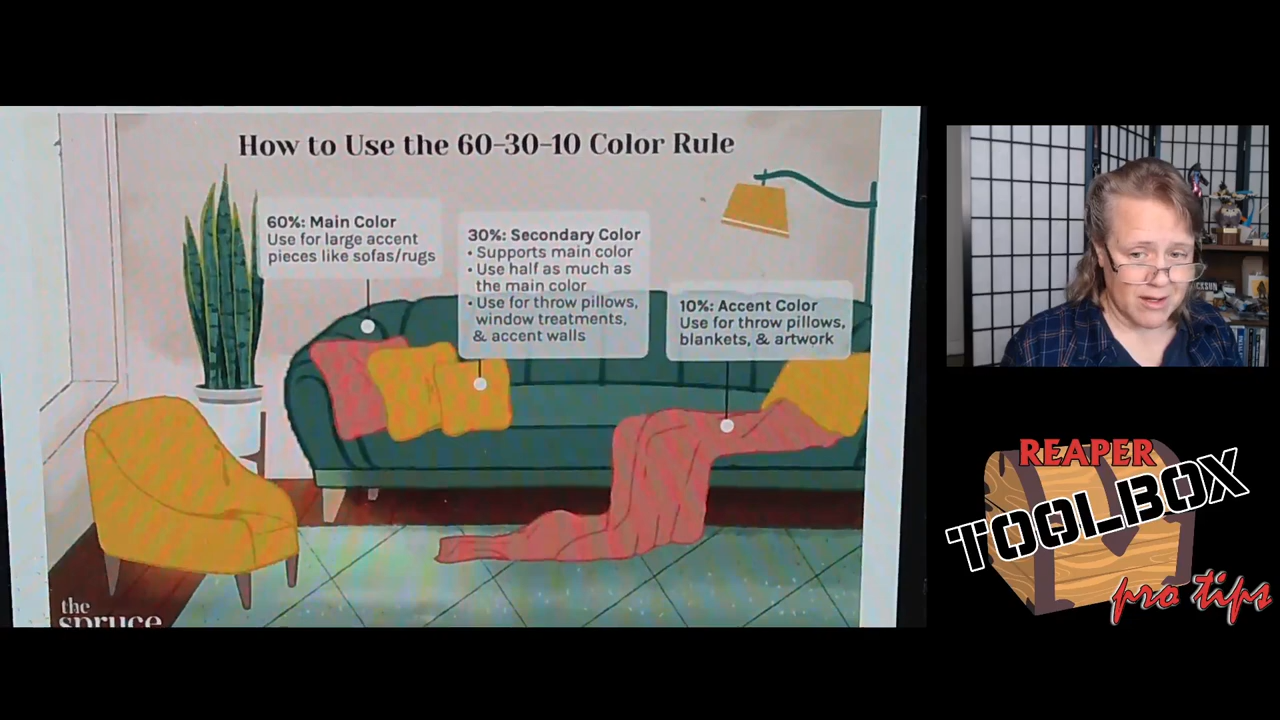 How to Use the 60-30-10 Color Rule
60%: Main Color
Use for large accent
pieces like sofas/rugs
30%: Secondary Color
• Supports main color
• Use half as much as
the main color
• Use for throw pillows,
window treatments,
& accent walls
10%: Accent Color
Use for throw pillows,
blankets, & artwork
the
spruce
REAPER
TOOLBOX
pro tips